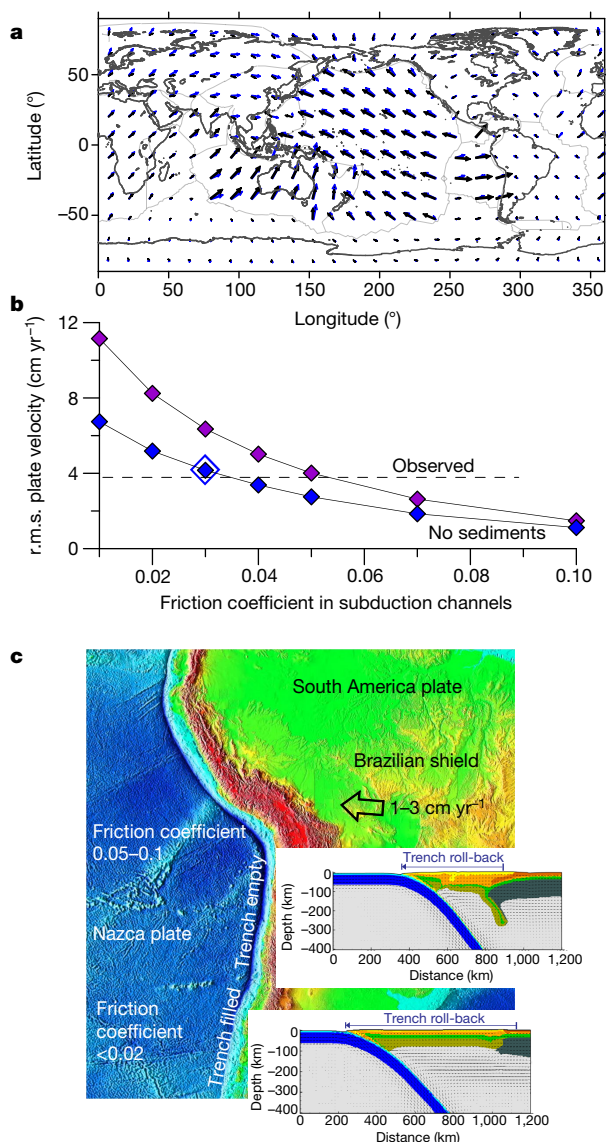 a
50
0
−50
Latitude (°)
0
50
100
150
200
250
300
350
Longitude (°)
b
12
8
4
0
r.m.s. plate velocity (cm yr⁻¹)
Observed
No sediments
0.02
0.04
0.06
0.08
0.10
Friction coefficient in subduction channels
c
South America plate
Brazilian shield
1–3 cm yr⁻¹
Friction coefficient
0.05–0.1
Trench empty
Nazca plate
Friction
coefficient
<0.02
Trench filled
Trench roll-back
0
−100
−200
−300
−400
Depth (km)
0
200
400
600
800
1,000
1,200
Distance (km)
Trench roll-back
0
−100
−200
−300
−400
Depth (km)
0
200
400
600
800
1,000
1,200
Distance (km)